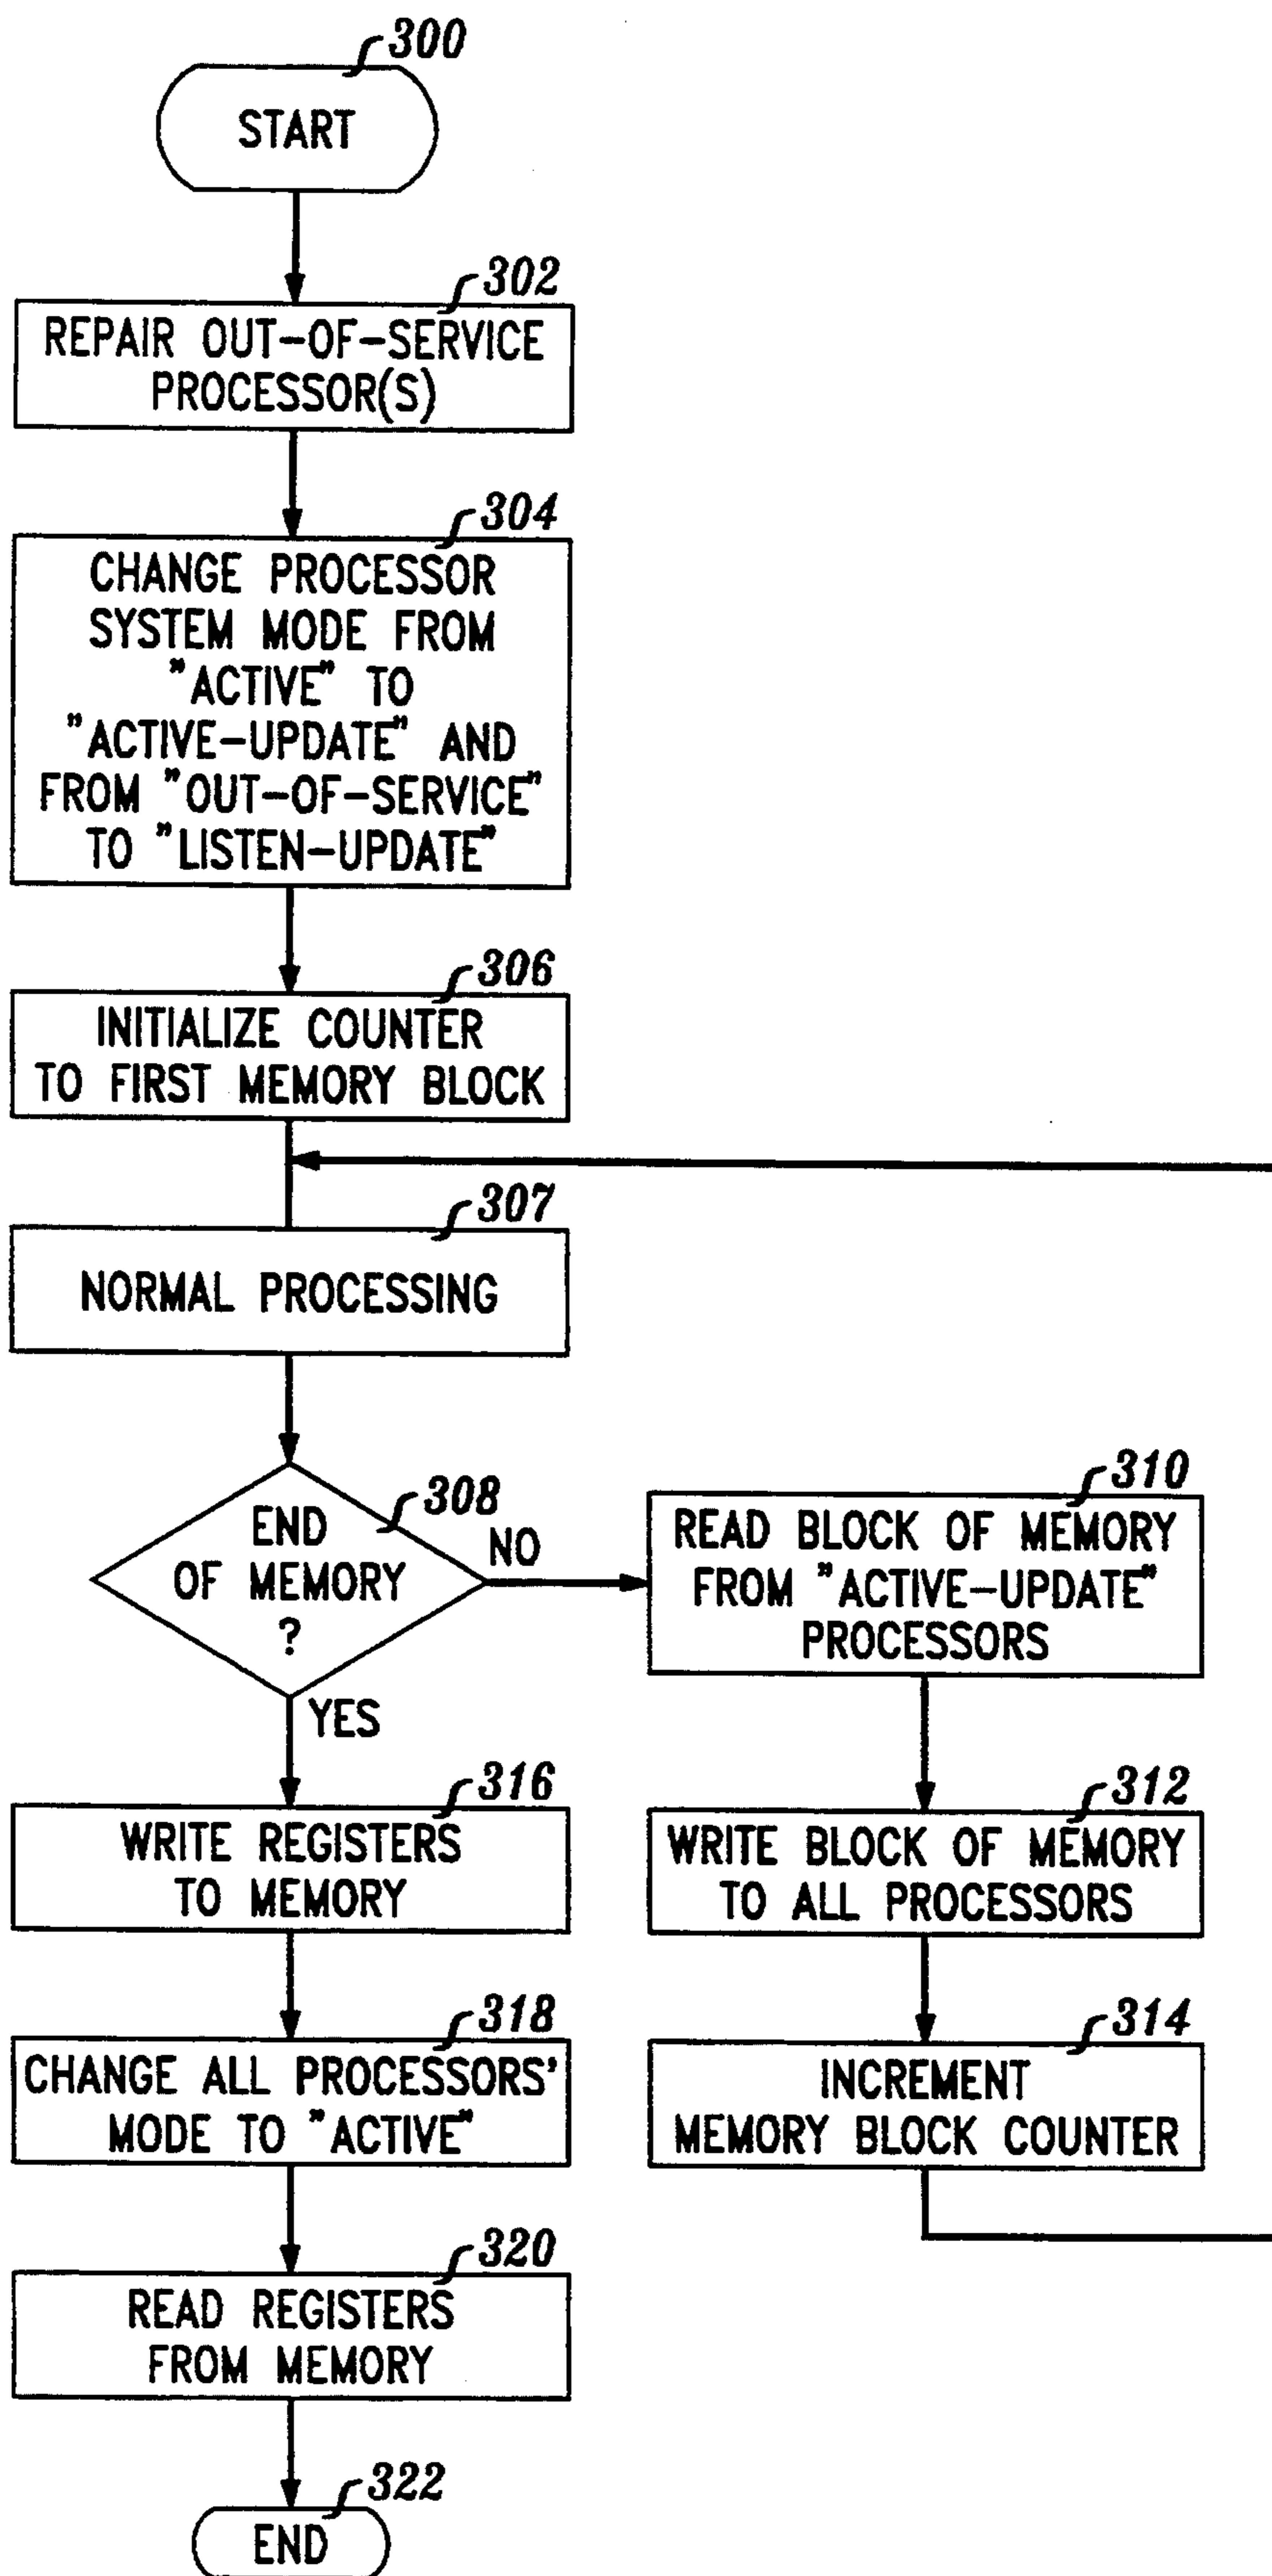 300
START
302
REPAIR OUT-OF-SERVICE
PROCESSOR(S)
304
CHANGE PROCESSOR
SYSTEM MODE FROM
"ACTIVE" TO
"ACTIVE-UPDATE" AND
FROM "OUT-OF-SERVICE"
TO "LISTEN-UPDATE"
306
INITIALIZE COUNTER
TO FIRST MEMORY BLOCK
307
NORMAL PROCESSING
308
END
OF MEMORY
?
NO
YES
310
READ BLOCK OF MEMORY
FROM "ACTIVE-UPDATE"
PROCESSORS
312
WRITE BLOCK OF MEMORY
TO ALL PROCESSORS
314
INCREMENT
MEMORY BLOCK COUNTER
316
WRITE REGISTERS
TO MEMORY
318
CHANGE ALL PROCESSORS'
MODE TO "ACTIVE"
320
READ REGISTERS
FROM MEMORY
322
END